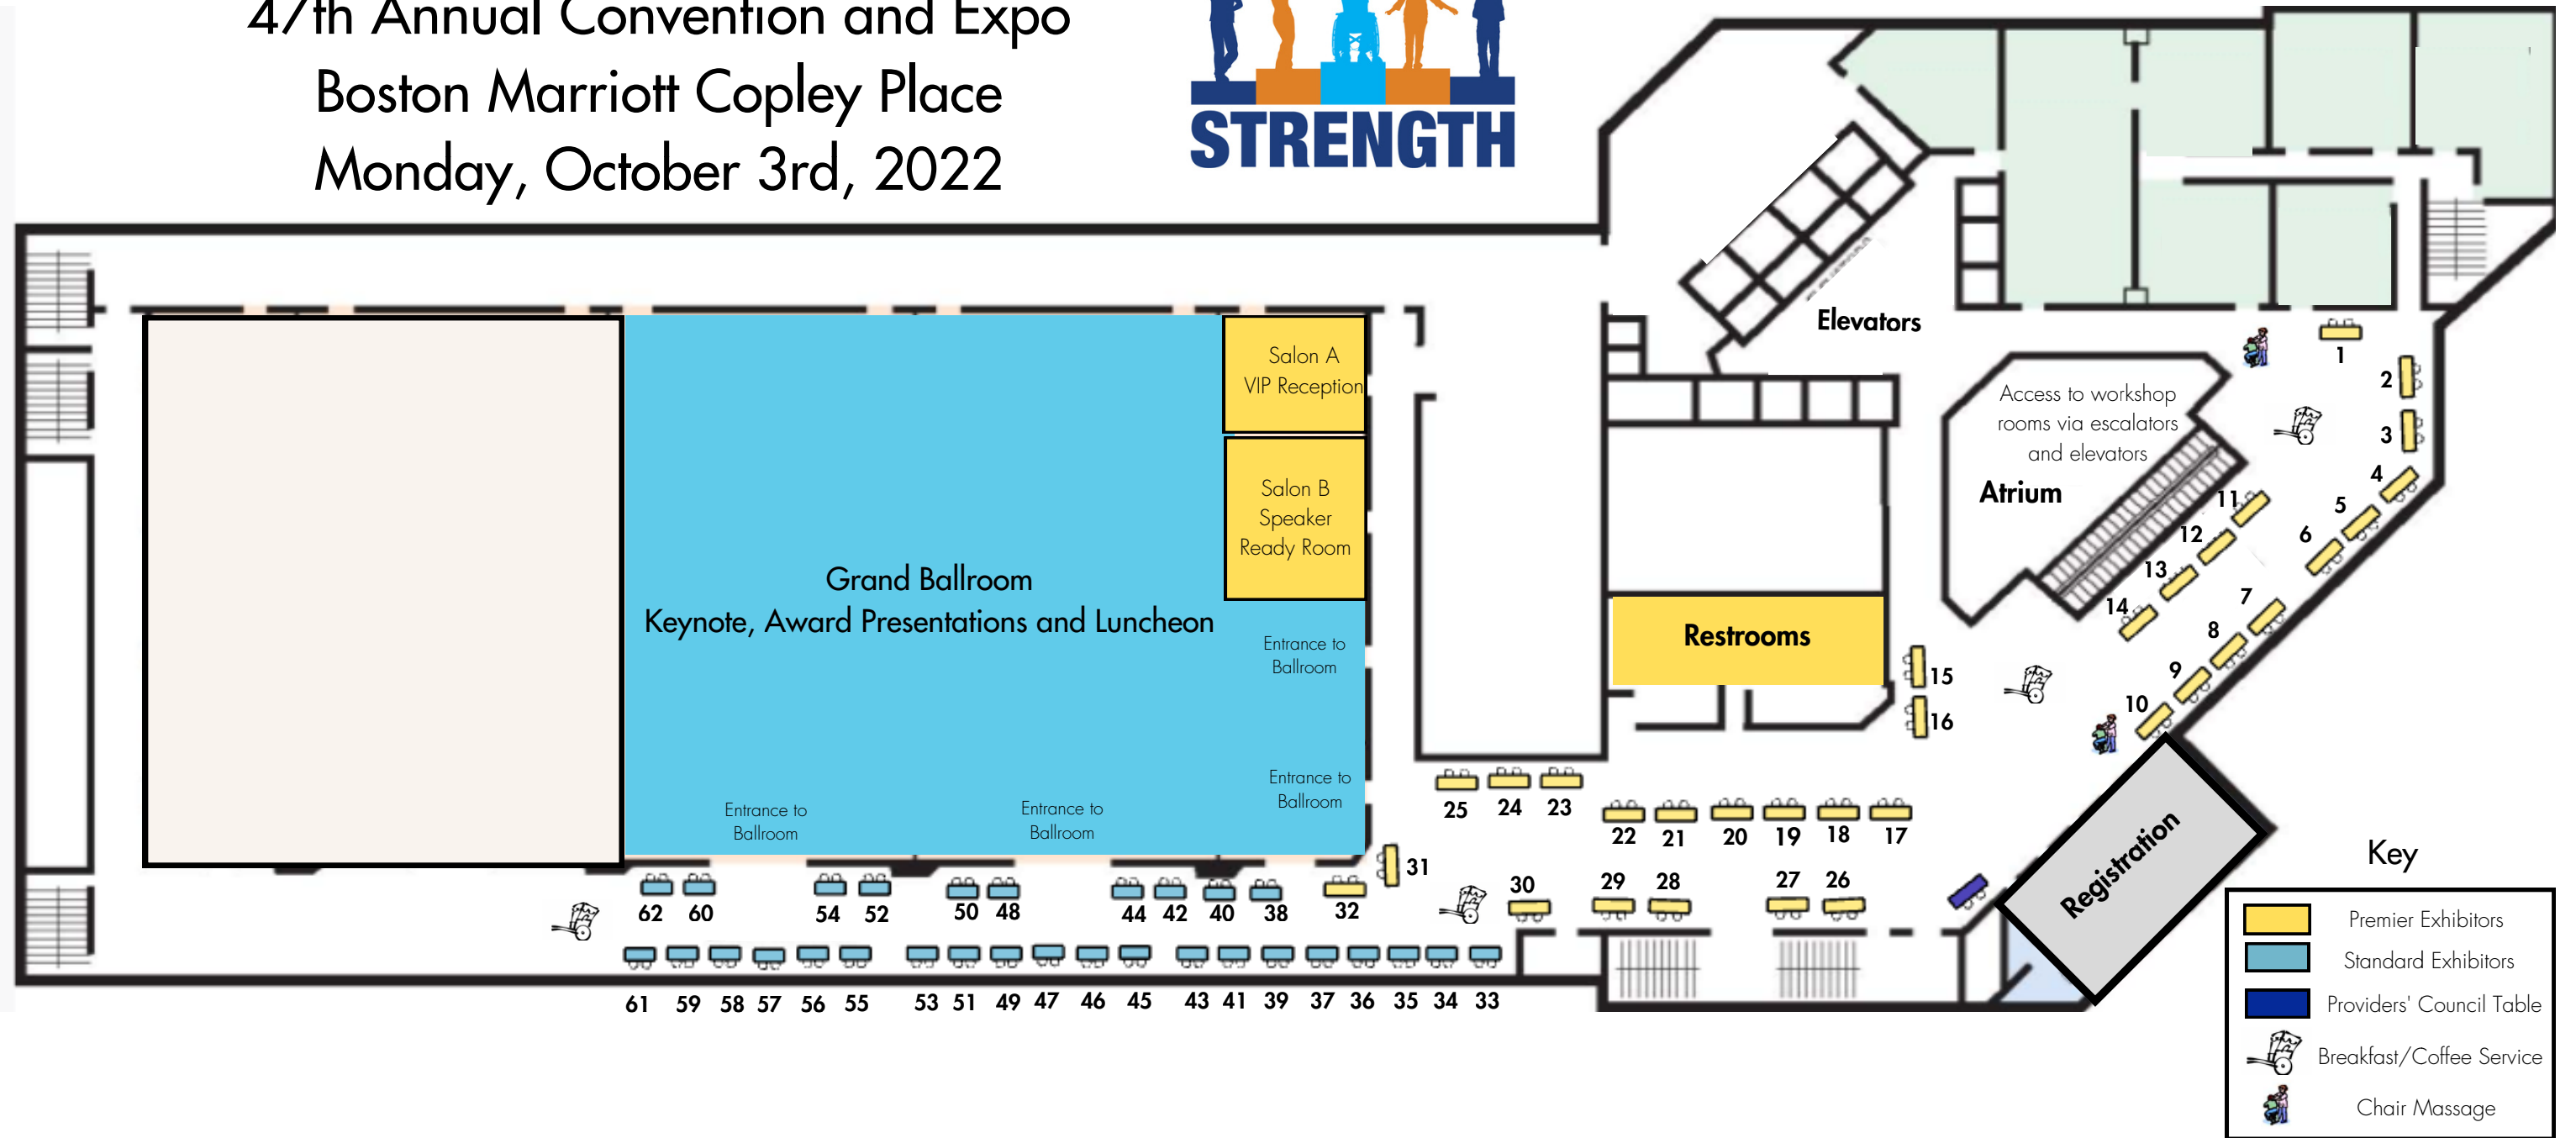 47th Annual Convention and Expo
Boston Marriott Copley Place
Monday, October 3rd, 2022
STRENGTH
Elevators
Salon A
VIP Reception
Salon B
Speaker
Ready Room
Grand Ballroom
Keynote, Award Presentations and Luncheon
Entrance to
Ballroom
Entrance to
Ballroom
Entrance to
Ballroom
Entrance to
Ballroom
Access to workshop
rooms via escalators
and elevators
Atrium
Restrooms
1
2
3
4
5
6
7
8
9
10
11
12
13
14
15
16
25 24 23
22 21 20 19 18 17
31
30 29 28 27 26
62 60 54 52 50 48 44 42 40 38 32
61 59 58 57 56 55 53 51 49 47 46 45 43 41 39 37 36 35 34 33
Registration
Key
Premier Exhibitors
Standard Exhibitors
Providers' Council Table
Breakfast/Coffee Service
Chair Massage